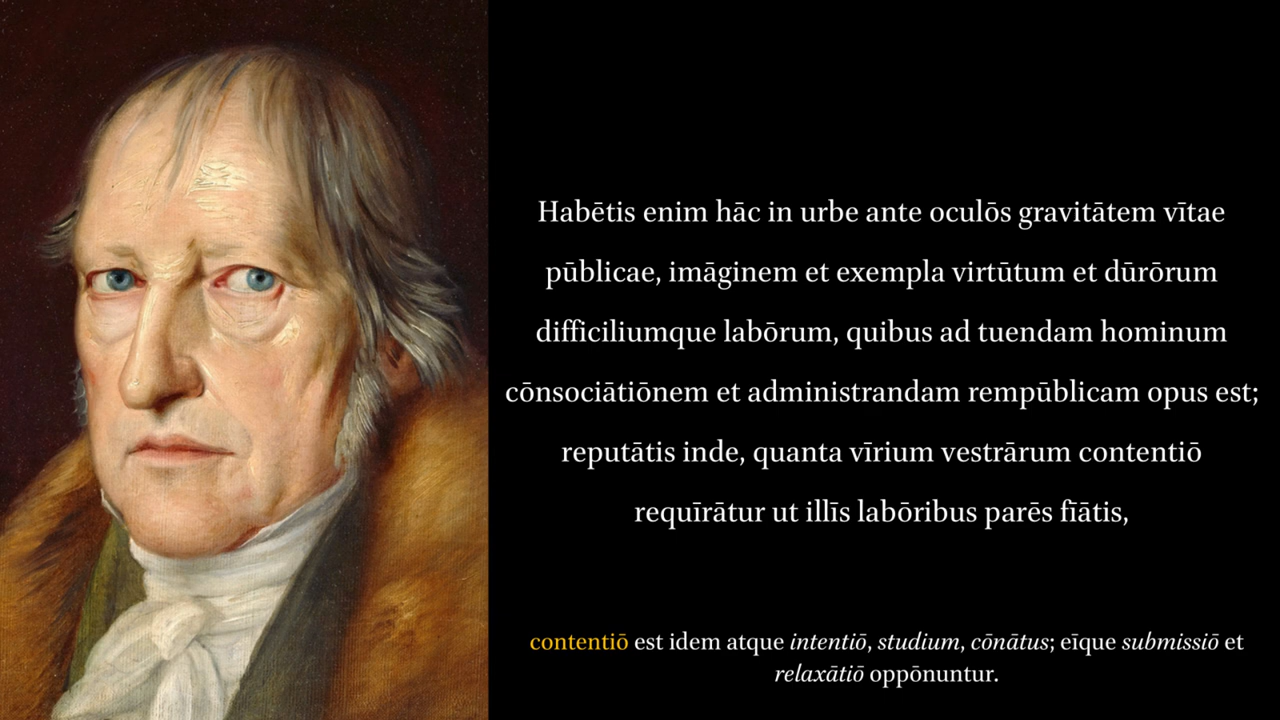 Habētis enim hāc in urbe ante oculōs gravitātem vītae
pūblicae, imāginem et exempla virtūtum et dūrōrum
difficiliumque labōrum, quibus ad tuendam hominum
cōnsociātiōnem et administrandam rempūblicam opus est;
reputātis inde, quanta vīrium vestrārum contentiō
requīrātur ut illīs labōribus parēs fīātis,
contentiō est idem atque intentiō, studium, cōnātus; eīque submissiō et
relaxātiō oppōnuntur.